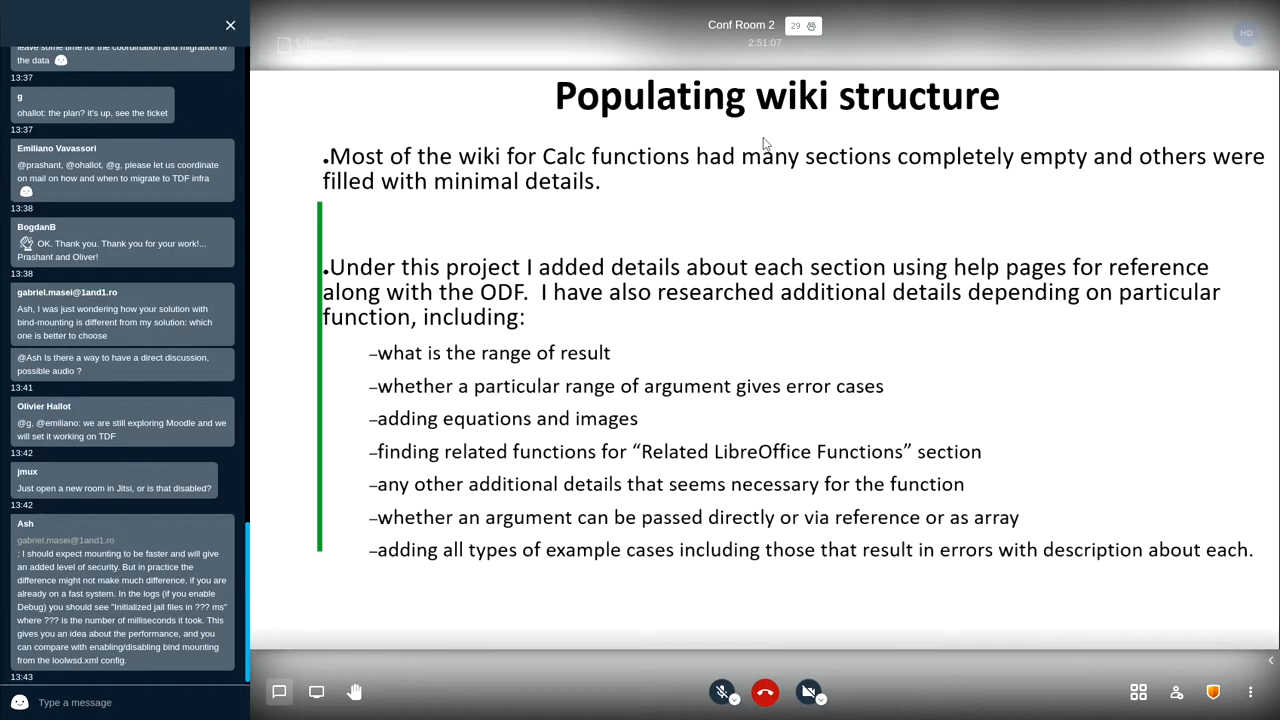 leave some time for the coordination and migration of
the data
13:37
g
ohallot: the plan? it's up, see the ticket
13:37
Emiliano Vavassori
@prashant, @ohallot, @g, please let us coordinate
on mail on how and when to migrate to TDF infra
13:38
BogdanB
OK. Thank you. Thank you for your work!...
Prashant and Oliver!
13:38
gabriel.masei@1and1.ro
Ash, I was just wondering how your solution with
bind-mounting is different from my solution: which
one is better to choose
@Ash Is there a way to have a direct discussion,
possible audio ?
13:41
Olivier Hallot
@g, @emiliano: we are still exploring Moodle and we
will set it working on TDF
13:42
jmux
Just open a new room in Jitsi, or is that disabled?
13:42
Ash
gabriel.masei@1and1.ro
: I should expect mounting to be faster and will give
an added level of security. But in practice the
difference might not make much difference, if you are
already on a fast system. In the logs (if you enable
Debug) you should see "Initialized jail files in ??? ms"
where ??? is the number of milliseconds it took. This
gives you an idea about the performance, and you
can compare with enabling/disabling bind mounting
from the loolwsd.xml config.
13:43
Type a message
Conf Room 2
29
2:51:07
HD
Populating wiki structure
•Most of the wiki for Calc functions had many sections completely empty and others were
filled with minimal details.
•Under this project I added details about each section using help pages for reference
along with the ODF. I have also researched additional details depending on particular
function, including:
–what is the range of result
–whether a particular range of argument gives error cases
–adding equations and images
–finding related functions for “Related LibreOffice Functions” section
–any other additional details that seems necessary for the function
–whether an argument can be passed directly or via reference or as array
–adding all types of example cases including those that result in errors with description about each.